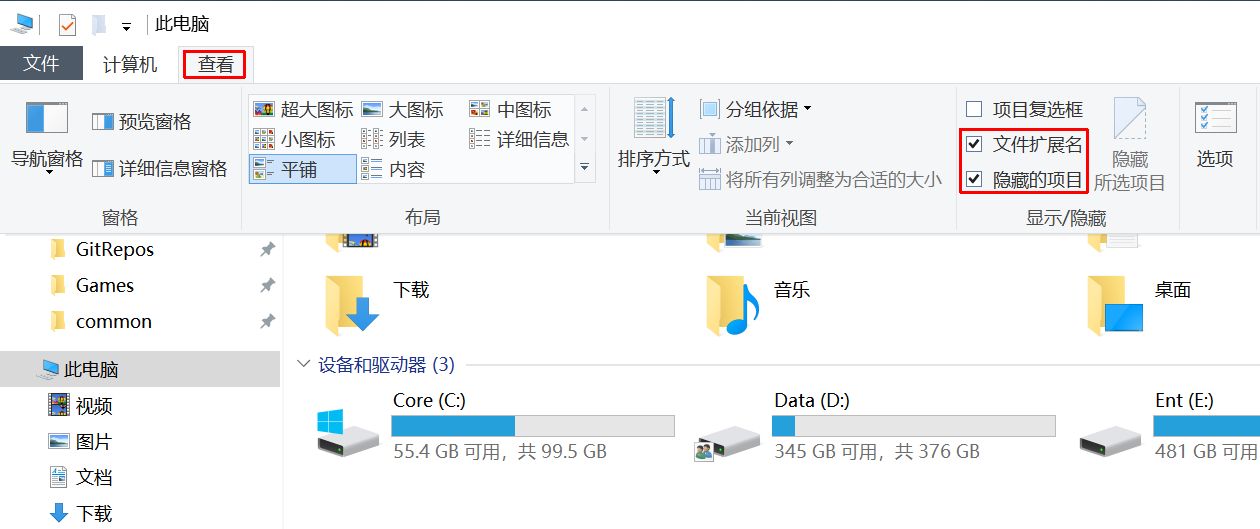 此电脑
文件 计算机 查看
导航窗格
预览窗格
详细信息窗格
窗格
超大图标 大图标 中图标
小图标 列表 详细信息
平铺 内容
布局
排序方式
分组依据
添加列
将所有列调整为合适的大小
当前视图
项目复选框
文件扩展名
隐藏的项目
隐藏
所选项目
显示/隐藏
选项
GitRepos
Games
common
此电脑
视频
图片
文档
下载
下载 音乐 桌面
设备和驱动器 (3)
Core (C:)
55.4 GB 可用，共 99.5 GB
Data (D:)
345 GB 可用，共 376 GB
Ent (E:)
481 GB 可用